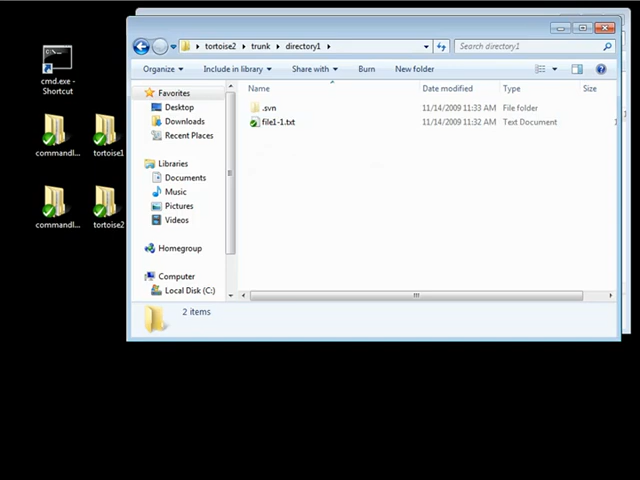 cmd.exe -
Shortcut
commandl...
tortoise1
commandl...
tortoise2
tortoise2 trunk directory1
Search directory1
Organize Include in library Share with Burn New folder
Name Date modified Type Size
.svn 11/14/2009 11:33 AM File folder
file1-1.txt 11/14/2009 11:32 AM Text Document 1
Favorites
Desktop
Downloads
Recent Places
Libraries
Documents
Music
Pictures
Videos
Homegroup
Computer
Local Disk (C:)
2 items